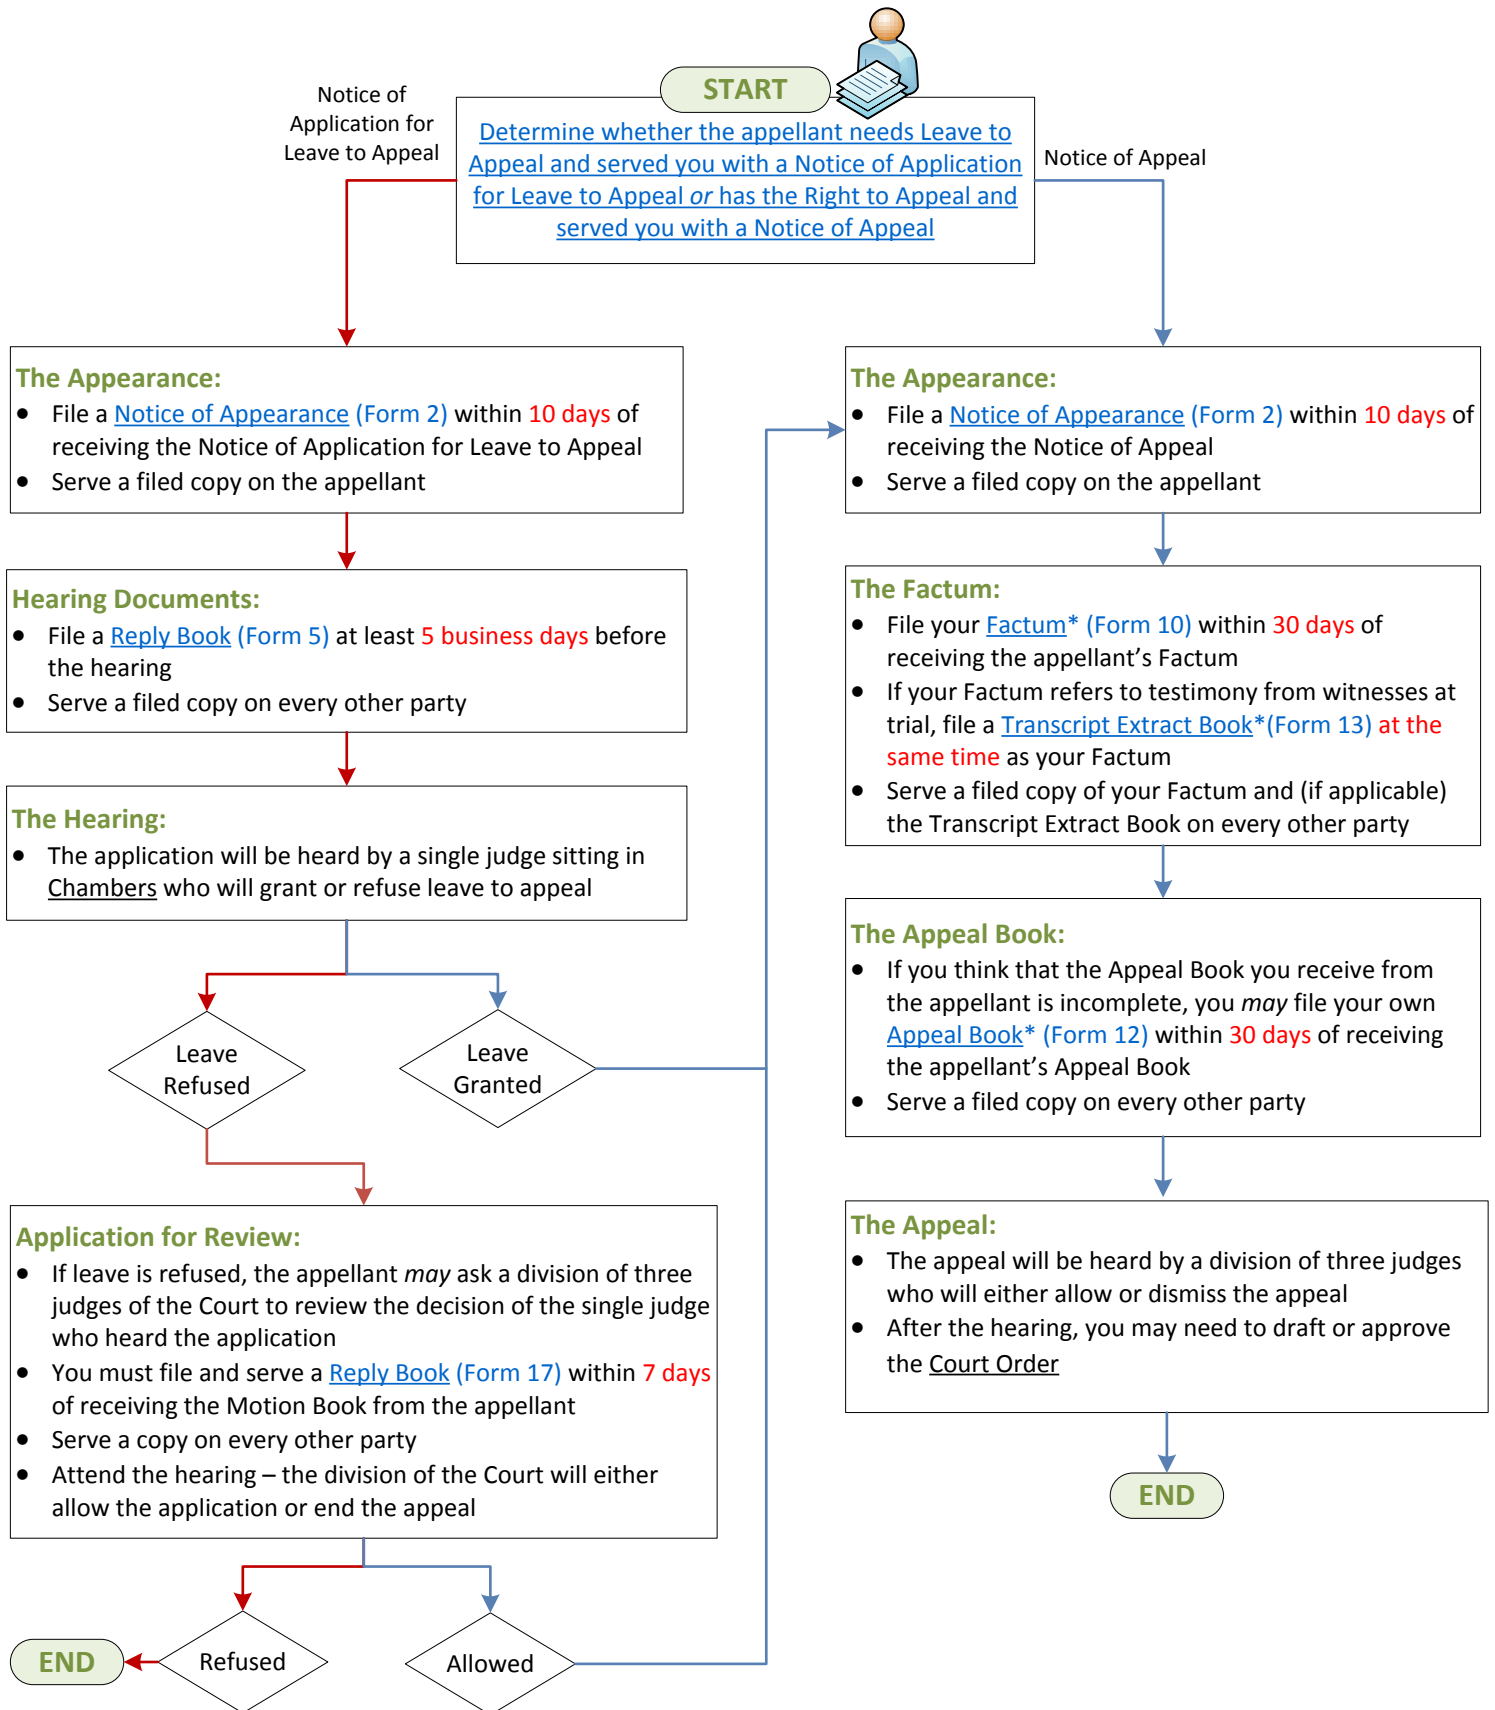 START
Determine whether the appellant needs Leave to
Appeal and served you with a Notice of Application
for Leave to Appeal or has the Right to Appeal and
served you with a Notice of Appeal
Notice of
Application for
Leave to Appeal
Notice of Appeal
The Appearance:
• File a Notice of Appearance (Form 2) within 10 days of
receiving the Notice of Application for Leave to Appeal
• Serve a filed copy on the appellant
Hearing Documents:
• File a Reply Book (Form 5) at least 5 business days before
the hearing
• Serve a filed copy on every other party
The Hearing:
• The application will be heard by a single judge sitting in
Chambers who will grant or refuse leave to appeal
Leave
Refused
Leave
Granted
Application for Review:
• If leave is refused, the appellant may ask a division of three
judges of the Court to review the decision of the single judge
who heard the application
• You must file and serve a Reply Book (Form 17) within 7 days
of receiving the Motion Book from the appellant
• Serve a copy on every other party
• Attend the hearing – the division of the Court will either
allow the application or end the appeal
Refused
Allowed
END
The Appearance:
• File a Notice of Appearance (Form 2) within 10 days of
receiving the Notice of Appeal
• Serve a filed copy on the appellant
The Factum:
• File your Factum* (Form 10) within 30 days of
receiving the appellant’s Factum
• If your Factum refers to testimony from witnesses at
trial, file a Transcript Extract Book*(Form 13) at the
same time as your Factum
• Serve a filed copy of your Factum and (if applicable)
the Transcript Extract Book on every other party
The Appeal Book:
• If you think that the Appeal Book you receive from
the appellant is incomplete, you may file your own
Appeal Book* (Form 12) within 30 days of receiving
the appellant’s Appeal Book
• Serve a filed copy on every other party
The Appeal:
• The appeal will be heard by a division of three judges
who will either allow or dismiss the appeal
• After the hearing, you may need to draft or approve
the Court Order
END